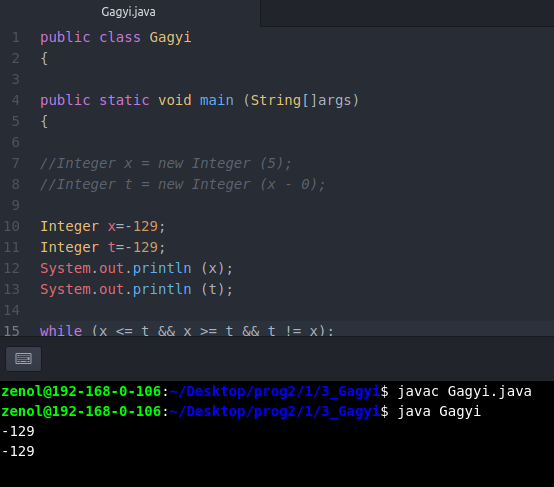 Gagyi.java
1 public class Gagyi
2 {
3
4 public static void main (String[]args)
5 {
6
7 //Integer x = new Integer (5);
8 //Integer t = new Integer (x - 0);
9
10 Integer x=-129;
11 Integer t=-129;
12 System.out.println (x);
13 System.out.println (t);
14
15 while (x <= t && x >= t && t != x);
zenol@192-168-0-106:~/Desktop/prog2/1/3_Gagyi$ javac Gagyi.java
zenol@192-168-0-106:~/Desktop/prog2/1/3_Gagyi$ java Gagyi
-129
-129